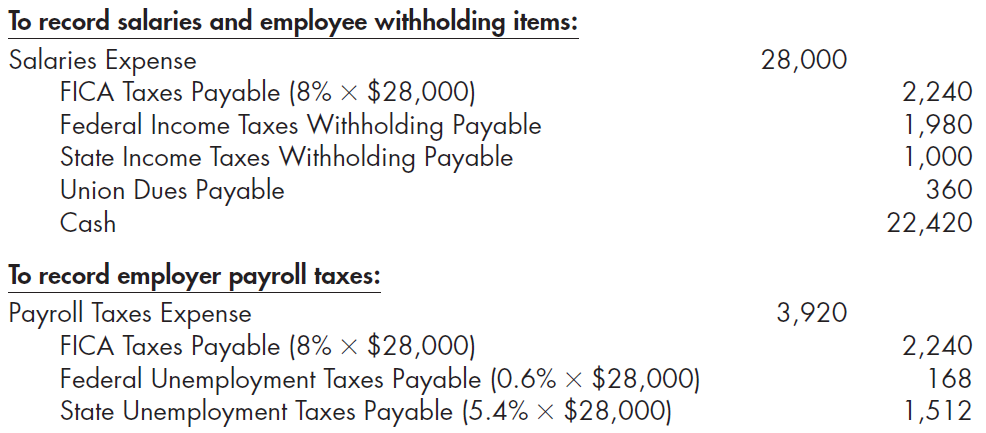 To record salaries and employee withholding items:
Salaries Expense 28,000
FICA Taxes Payable (8% × $28,000) 2,240
Federal Income Taxes Withholding Payable 1,980
State Income Taxes Withholding Payable 1,000
Union Dues Payable 360
Cash 22,420
To record employer payroll taxes:
Payroll Taxes Expense 3,920
FICA Taxes Payable (8% × $28,000) 2,240
Federal Unemployment Taxes Payable (0.6% × $28,000) 168
State Unemployment Taxes Payable (5.4% × $28,000) 1,512